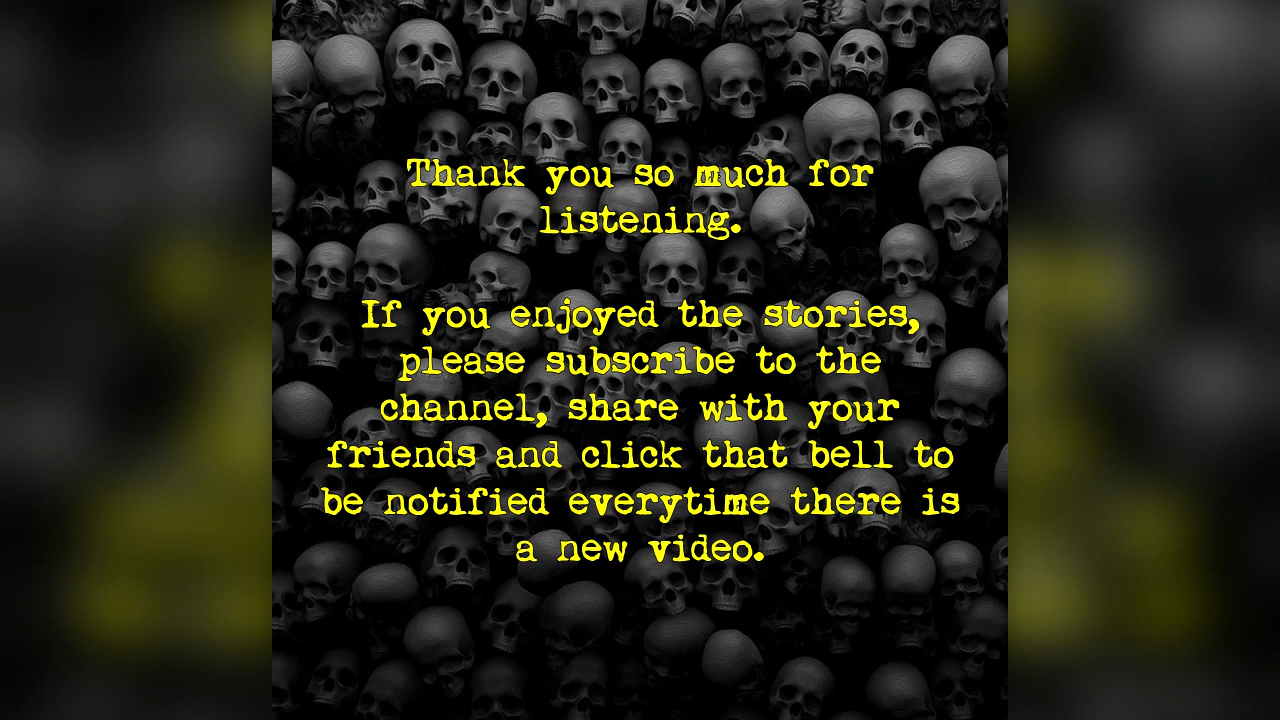 Thank you so much for
listening.
If you enjoyed the stories,
please subscribe to the
channel, share with your
friends and click that bell to
be notified everytime there is
a new video.